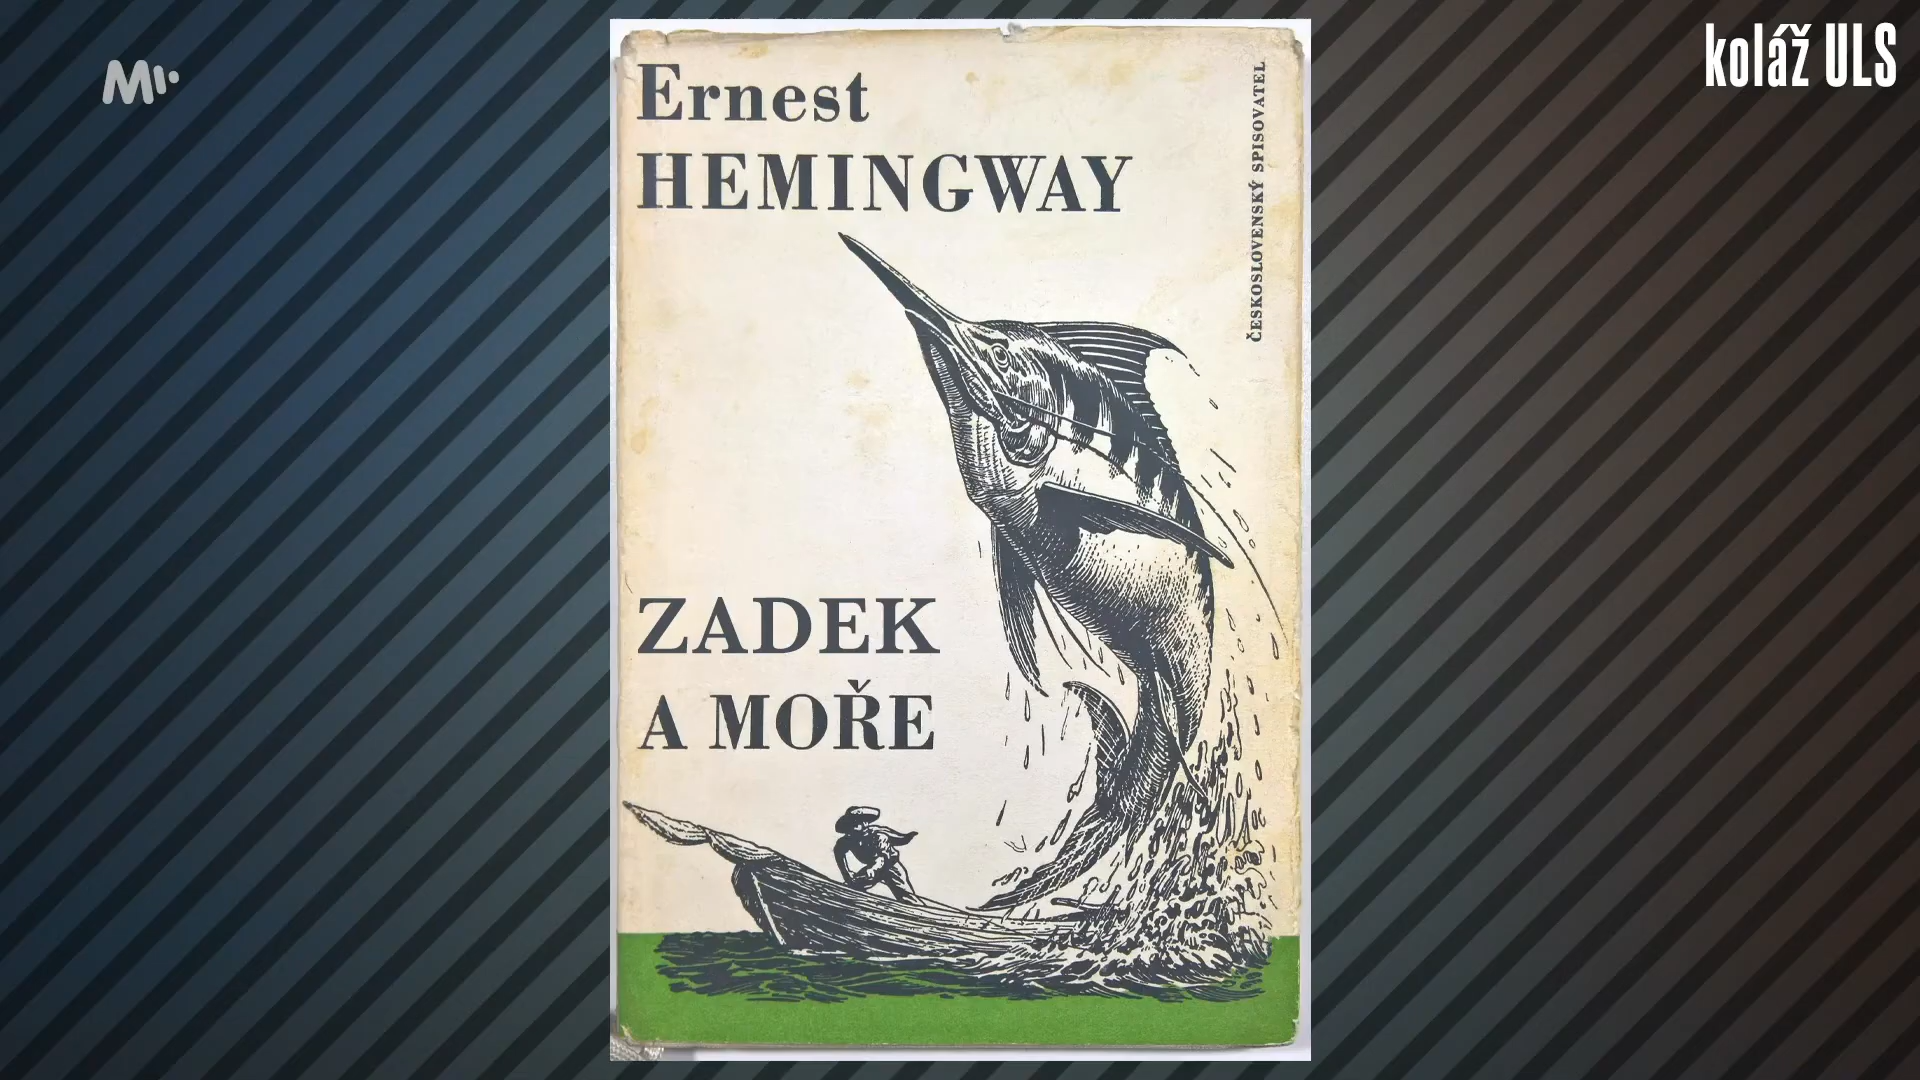 koláž ULS
Ernest
HEMINGWAY
ČESKOSLOVENSKÝ SPISOVATEL
ZADEK
A MOŘE